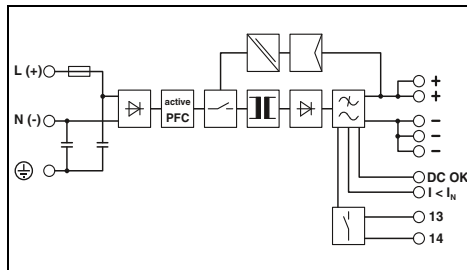 L (+)
active
PFC
N (-)
+
+
–
–
–
DC OK
I < IN
13
14